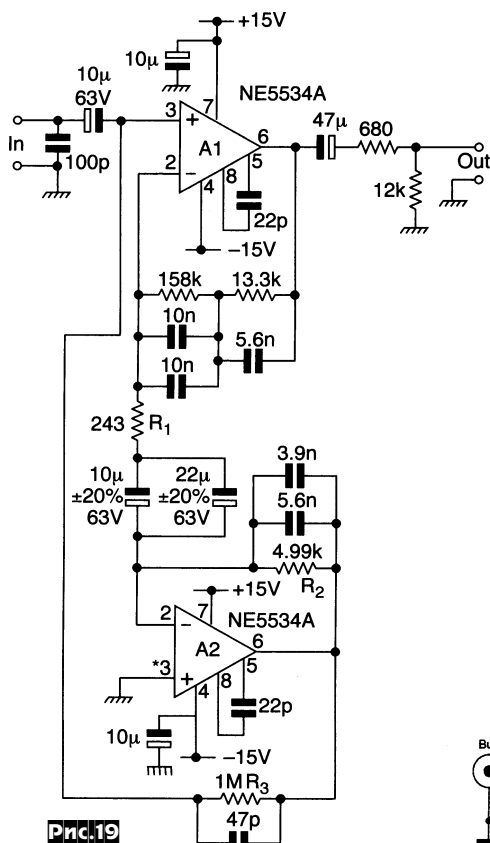 +15V
10µ
10µ
63V
NE5534A
3
+
7
A1
6
5
8
4
2
−
In
100p
47µ
680
Out
12k
22p
−15V
158k
13.3k
10n
10n
5.6n
243
R1
10µ
±20%
63V
22µ
±20%
63V
3.9n
5.6n
4.99k
R2
+15V
NE5534A
2
−
7
A2
6
5
8
4
*3
+
22p
10µ
−15V
1M R3
47p
Рис.19
Bu